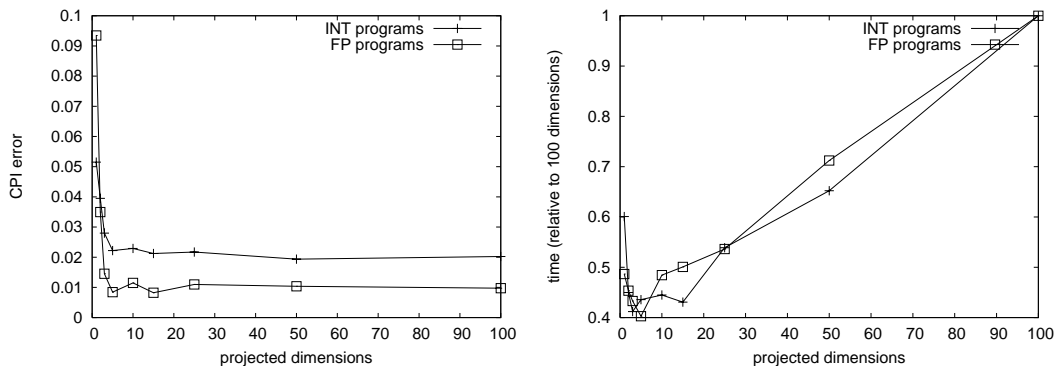 0.1
0.09
0.08
0.07
0.06
0.05
0.04
0.03
0.02
0.01
0
CPI error
INT programs
FP programs
0 10 20 30 40 50 60 70 80 90 100
projected dimensions
1
0.9
0.8
0.7
0.6
0.5
0.4
time (relative to 100 dimensions)
INT programs
FP programs
0 10 20 30 40 50 60 70 80 90 100
projected dimensions